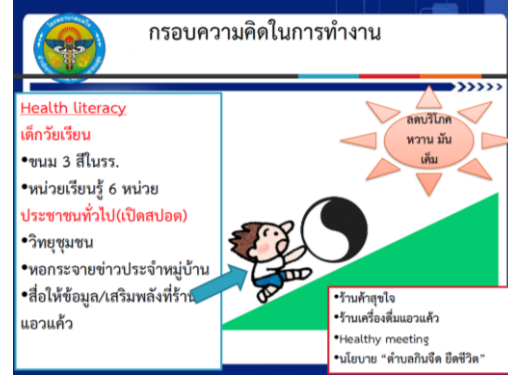 กรอบความคิดในการทำงาน
Health literacy
เด็กวัยเรียน
•ขนม 3 สีในรร.
•หน่วยเรียนรู้ 6 หน่วย
ประชาชนทั่วไป(เปิดสปอต)
•วิทยุชุมชน
•หอกระจายข่าวประจำหมู่บ้าน
•สื่อให้ข้อมูล/เสริมพลังที่ร้าน
แอวแค้ว
ลดบริโภค
หวาน มัน
เค็ม
•ร้านค้าสุขใจ
•ร้านเครื่องดื่มแอวแค้ว
•Healthy meeting
•นโยบาย “ตำบลกินจืด ยืดชีวิต”